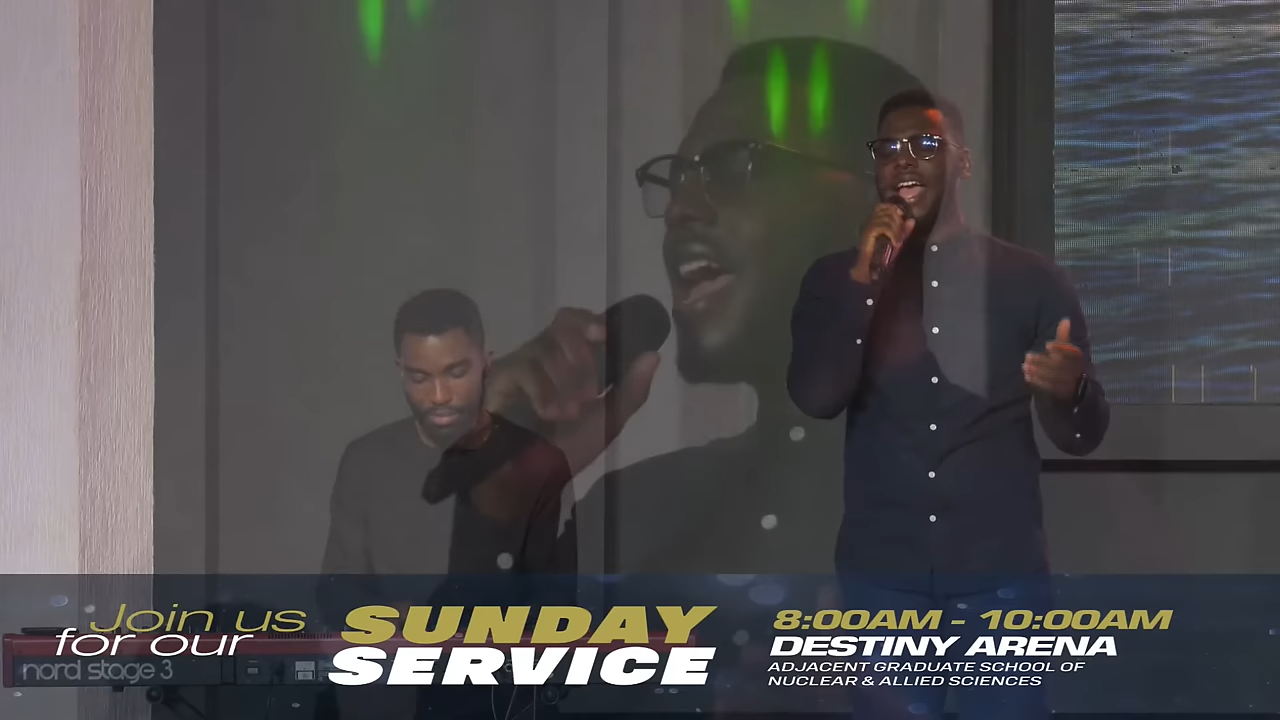 Join us
for our
SUNDAY
SERVICE
8:00AM - 10:00AM
DESTINY ARENA
ADJACENT GRADUATE SCHOOL OF
NUCLEAR & ALLIED SCIENCES
nord stage 3